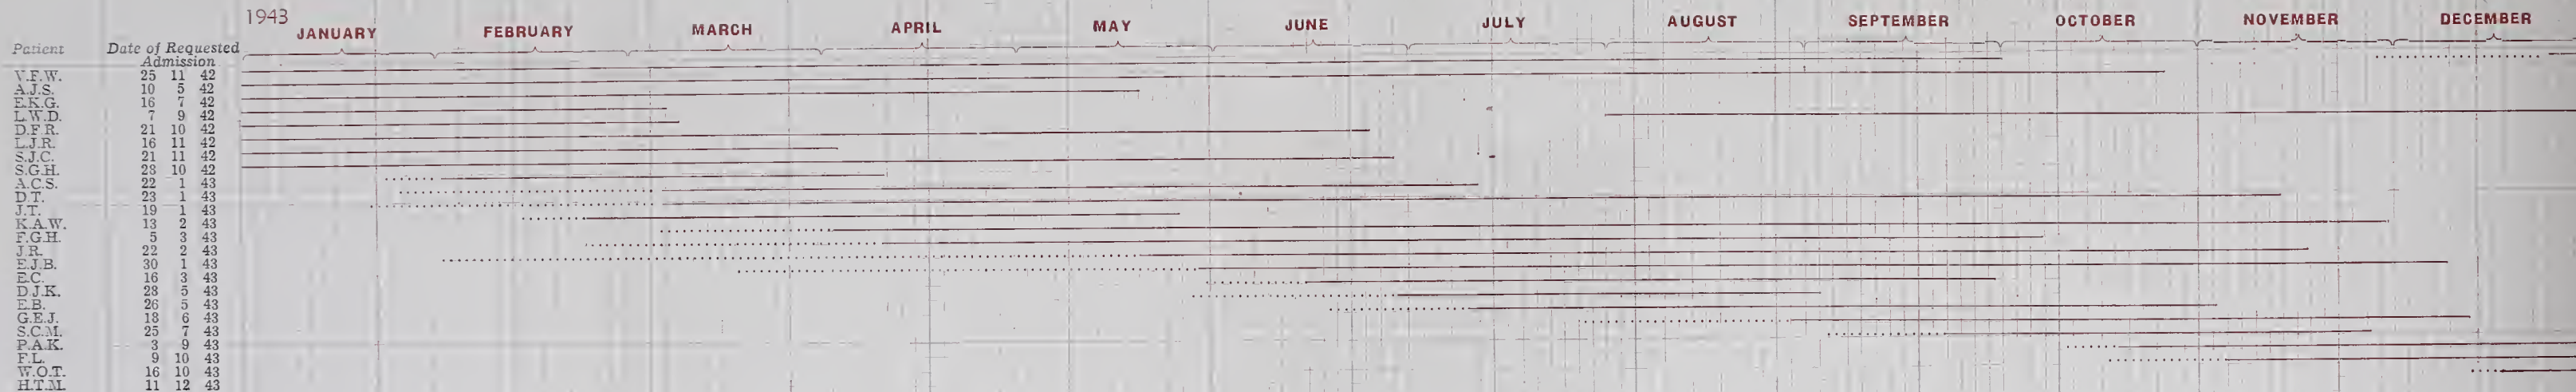 1943
JANUARY FEBRUARY MARCH APRIL MAY JUNE JULY AUGUST SEPTEMBER OCTOBER NOVEMBER DECEMBER
Patient Date of Requested
Admission
V.F.W. 25 11 42
A.J.S. 10 5 42
E.K.G. 16 7 42
L.W.D. 7 9 42
D.F.R. 21 10 42
L.J.R. 16 11 42
S.J.C. 21 11 42
S.G.H. 23 10 42
A.C.S. 22 1 43
D.T. 23 1 43
J.T. 19 1 43
K.A.W. 13 2 43
F.G.H. 5 3 43
J.R. 22 2 43
E.J.B. 30 1 43
E.C. 16 3 43
D.J.K. 28 5 43
E.B. 26 5 43
G.E.J. 18 6 43
S.C.M. 25 7 43
P.A.K. 3 9 43
F.L. 9 10 43
W.O.T. 16 10 43
H.T.M. 11 12 43